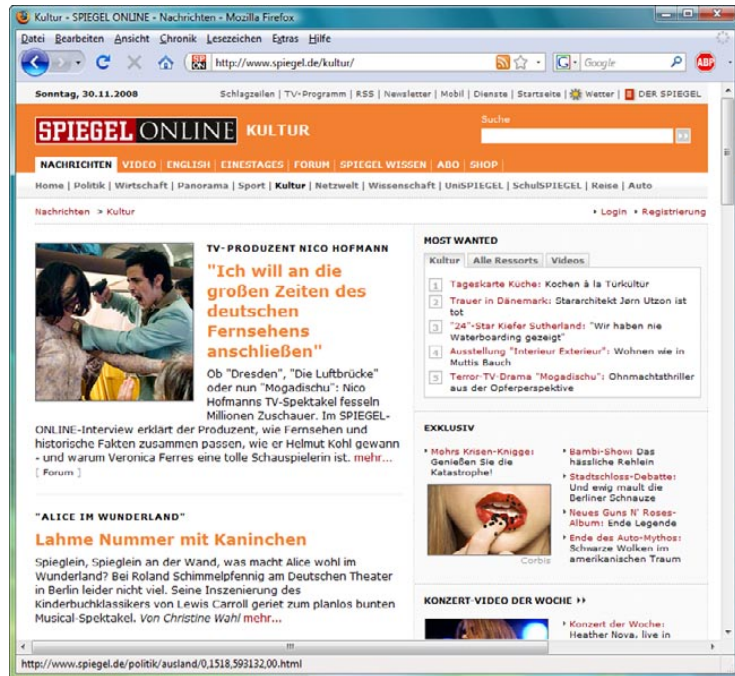 Kultur - SPIEGEL ONLINE - Nachrichten - Mozilla Firefox
Datei Bearbeiten Ansicht Chronik Lesezeichen Extras Hilfe
http://www.spiegel.de/kultur/
Google
ABP
Sonntag, 30.11.2008
Schlagzeilen | TV-Programm | RSS | Newsletter | Mobil | Dienste | Startseite | Wetter | DER SPIEGEL
SPIEGEL ONLINE KULTUR
Suche
NACHRICHTEN VIDEO | ENGLISH | EINESTAGES | FORUM | SPIEGEL WISSEN | ABO | SHOP |
Home | Politik | Wirtschaft | Panorama | Sport | Kultur | Netzwelt | Wissenschaft | UniSPIEGEL | SchulSPIEGEL | Reise | Auto
Nachrichten > Kultur
Login Registrierung
TV-PRODUZENT NICO HOFMANN
"Ich will an die
großen Zeiten des
deutschen
Fernsehens
anschließen"
Ob "Dresden", "Die Luftbrücke"
oder nun "Mogadischu": Nico
Hofmanns TV-Spektakel fesseln
Millionen Zuschauer. Im SPIEGEL-
ONLINE-Interview erklärt der Produzent, wie Fernsehen und
historische Fakten zusammen passen, wie er Helmut Kohl gewann
- und warum Veronica Ferres eine tolle Schauspielerin ist. mehr...
[ Forum ]
"ALICE IM WUNDERLAND"
Lahme Nummer mit Kaninchen
Spieglein, Spieglein an der Wand, was macht Alice wohl im
Wunderland? Bei Roland Schimmelpfennig am Deutschen Theater
in Berlin leider nicht viel. Seine Inszenierung des
Kinderbuchklassikers von Lewis Carroll geriet zum planlos bunten
Musical-Spektakel. Von Christine Wahl mehr...
MOST WANTED
Kultur Alle Ressorts Videos
1 Tageskarte Küche: Kochen à la Türkültür
2 Trauer in Dänemark: Stararchitekt Jørn Utzon ist
tot
3 "24"-Star Kiefer Sutherland: "Wir haben nie
Waterboarding gezeigt"
4 Ausstellung "Interieur Exterieur": Wohnen wie in
Muttis Bauch
5 Terror-TV-Drama "Mogadischu": Ohnmachtsthriller
aus der Opferperspektive
EXKLUSIV
Mohrs Krisen-Knigge:
Genießen Sie die
Katastrophe!
Corbis
Bambi-Show: Das
hässliche Rehlein
Stadtschloss-Debatte:
Und ewig mault die
Berliner Schnauze
Neues Guns N' Roses-
Album: Ende Legende
Ende des Auto-Mythos:
Schwarze Wolken im
amerikanischen Traum
KONZERT-VIDEO DER WOCHE
Konzert der Woche:
Heather Nova, live in
http://www.spiegel.de/politik/ausland/0,1518,593132,00.html